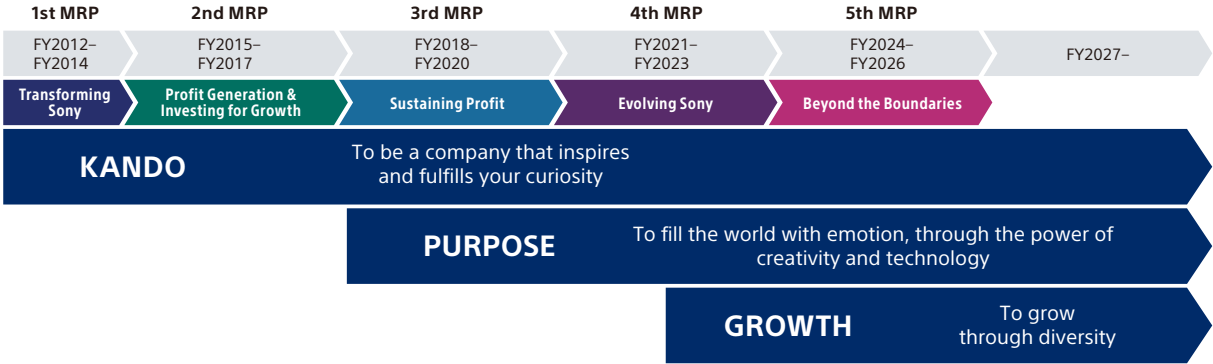 1st MRP
2nd MRP
3rd MRP
4th MRP
5th MRP
FY2012–
FY2014
FY2015–
FY2017
FY2018–
FY2020
FY2021–
FY2023
FY2024–
FY2026
FY2027–
Transforming
Sony
Profit Generation &
Investing for Growth
Sustaining Profit
Evolving Sony
Beyond the Boundaries
KANDO
To be a company that inspires
and fulfills your curiosity
PURPOSE
To fill the world with emotion, through the power of
creativity and technology
GROWTH
To grow
through diversity